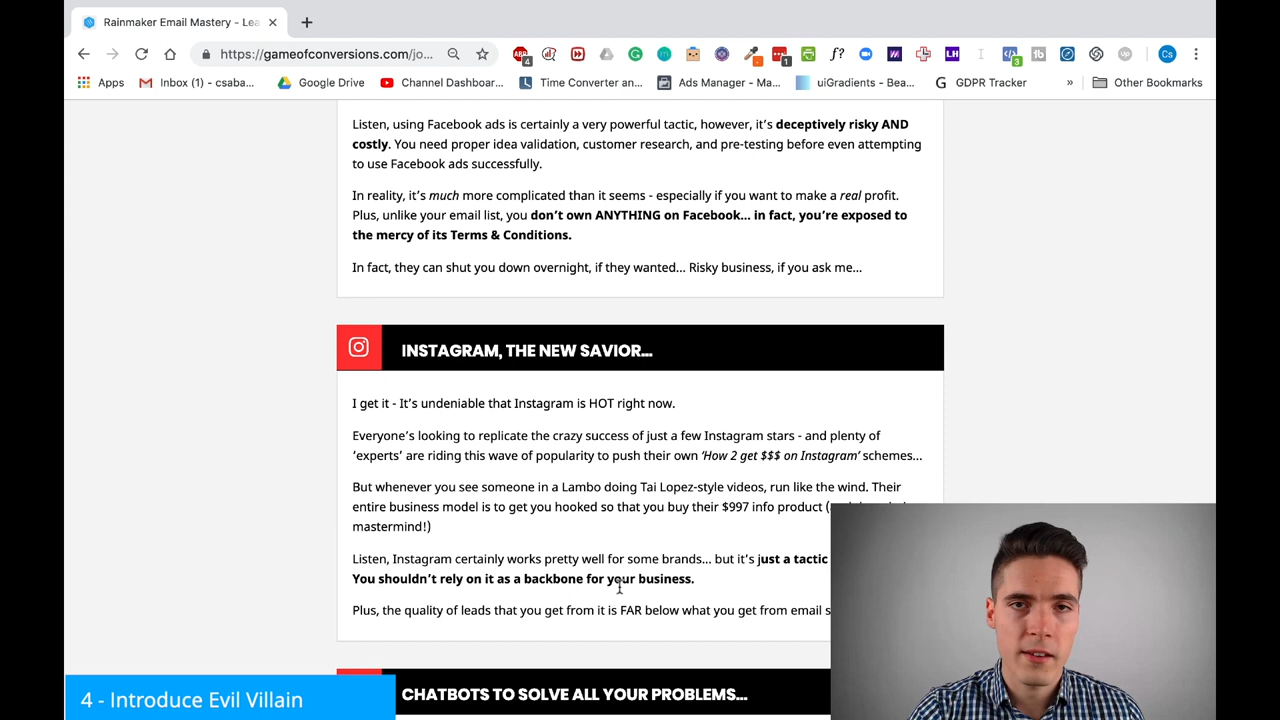 Rainmaker Email Mastery - Lea
https://gameofconversions.com/jo...
4
1
3
Cs
Apps
Inbox (1) - csaba...
Google Drive
Channel Dashboar...
Time Converter an...
Ads Manager - Ma...
uiGradients - Bea...
GDPR Tracker
»
Other Bookmarks
Listen, using Facebook ads is certainly a very powerful tactic, however, it’s deceptively risky AND
costly. You need proper idea validation, customer research, and pre-testing before even attempting
to use Facebook ads successfully.
In reality, it’s much more complicated than it seems - especially if you want to make a real profit.
Plus, unlike your email list, you don’t own ANYTHING on Facebook... in fact, you’re exposed to
the mercy of its Terms & Conditions.
In fact, they can shut you down overnight, if they wanted... Risky business, if you ask me...
INSTAGRAM, THE NEW SAVIOR...
I get it - It’s undeniable that Instagram is HOT right now.
Everyone’s looking to replicate the crazy success of just a few Instagram stars - and plenty of
‘experts’ are riding this wave of popularity to push their own ‘How 2 get $$$ on Instagram’ schemes...
But whenever you see someone in a Lambo doing Tai Lopez-style videos, run like the wind. Their
entire business model is to get you hooked so that you buy their $997 info product
mastermind!)
Listen, Instagram certainly works pretty well for some brands... but it’s just a tactic
You shouldn’t rely on it as a backbone for your business.
Plus, the quality of leads that you get from it is FAR below what you get from email s
4 - Introduce Evil Villain
CHATBOTS TO SOLVE ALL YOUR PROBLEMS...